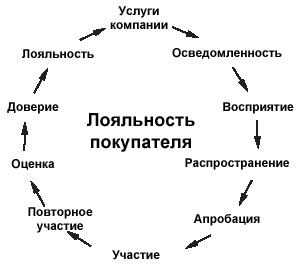 Услуги
компании
Осведомленность
Восприятие
Распространение
Апробация
Участие
Повторное
участие
Оценка
Доверие
Лояльность
Лояльность
покупателя